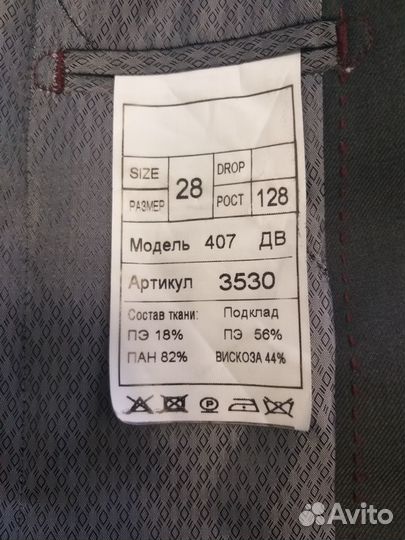 SIZE
РАЗМЕР
28
DROP
РОСТ
128
Модель 407 ДВ
Артикул 3530
Состав ткани: Подклад
ПЭ 18% ПЭ 56%
ПАН 82% ВИСКОЗА 44%
P
Avito